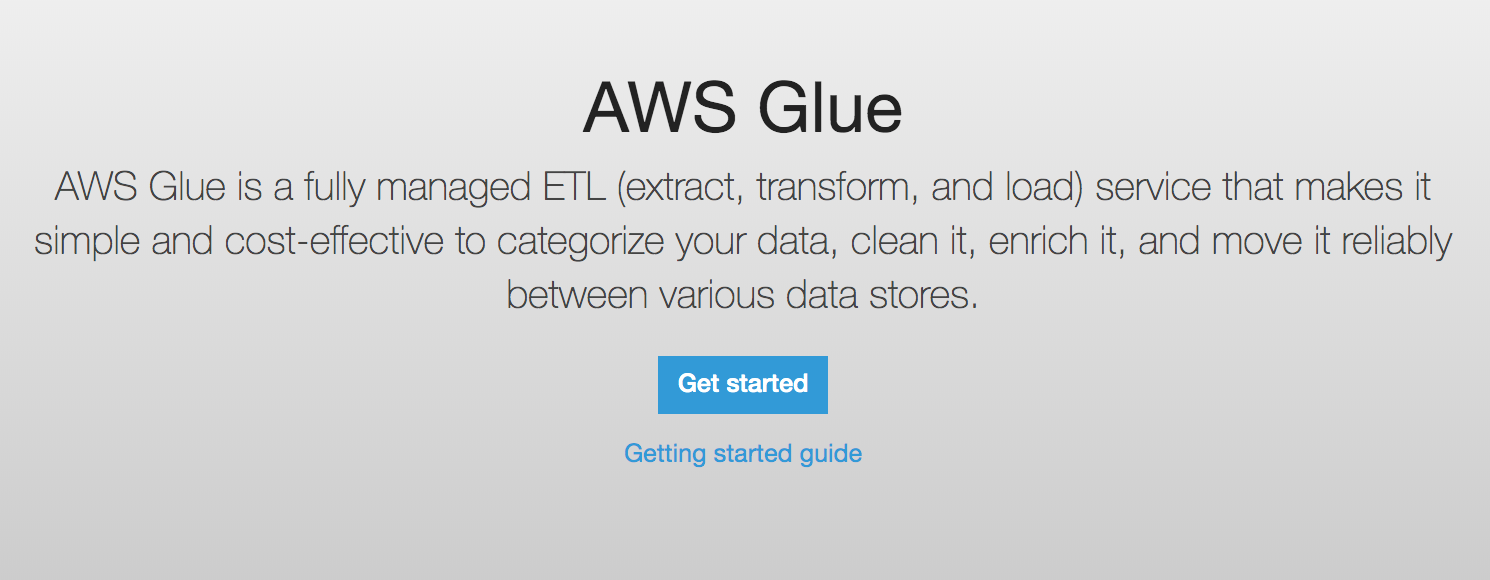 AWS Glue
AWS Glue is a fully managed ETL (extract, transform, and load) service that makes it
simple and cost-effective to categorize your data, clean it, enrich it, and move it reliably
between various data stores.
Get started
Getting started guide